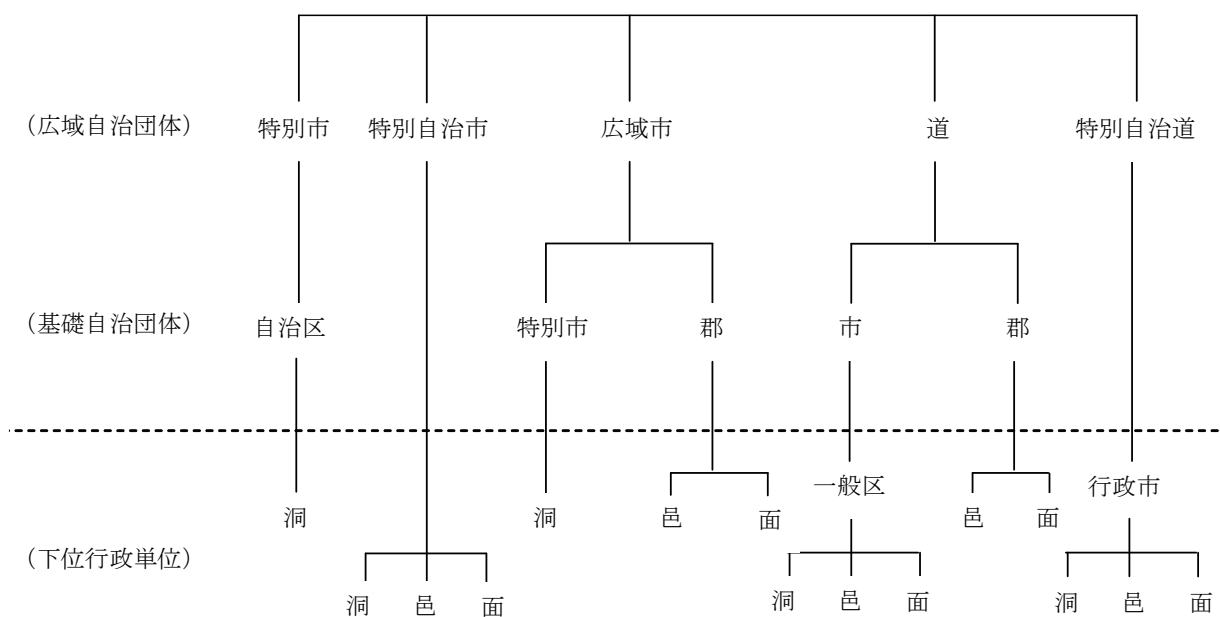 (広域自治団体) 特別市 特別自治市 広域市 道 特別自治道
(基礎自治団体) 自治区 特別市 郡 市 郡
一般区 行政市
洞 洞 邑 面 邑 面
(下位行政単位)
洞 邑 面 洞 邑 面 洞 邑 面